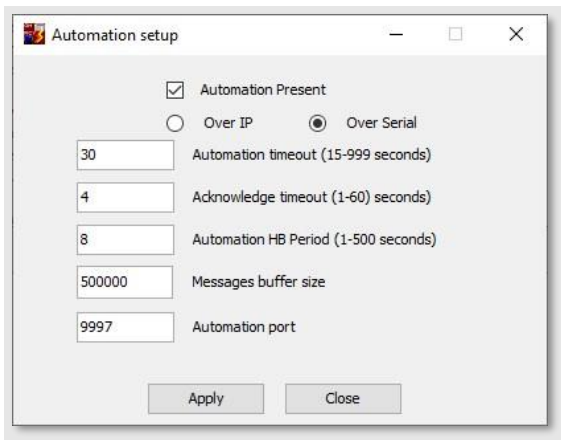 Automation setup
Automation Present
Over IP Over Serial
30 Automation timeout (15-999 seconds)
4 Acknowledge timeout (1-60) seconds)
8 Automation HB Period (1-500 seconds)
500000 Messages buffer size
9997 Automation port
Apply Close